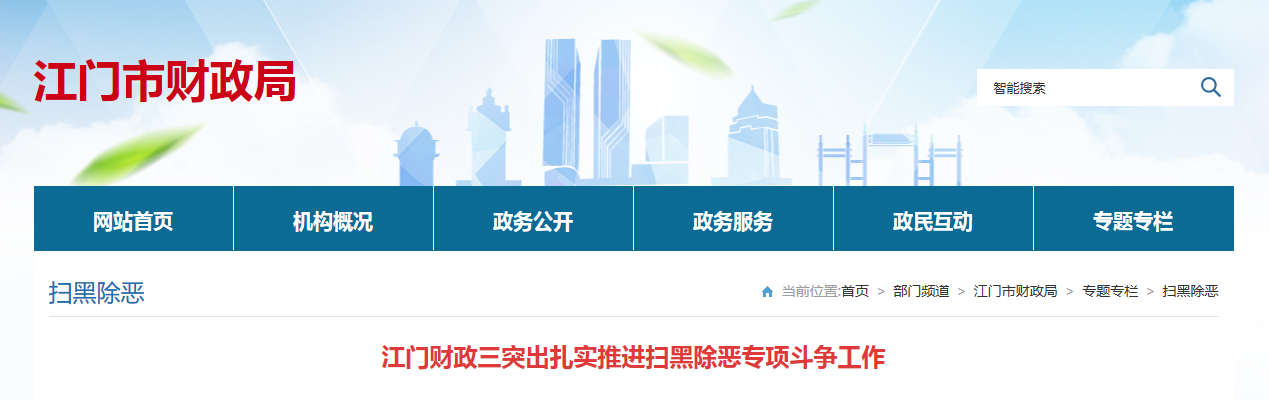 江门市财政局
智能搜索
网站首页 机构概况 政务公开 政务服务 政民互动 专题专栏
扫黑除恶 当前位置:首页 > 部门频道 > 江门市财政局 > 专题专栏 > 扫黑除恶
江门财政三突出扎实推进扫黑除恶专项斗争工作